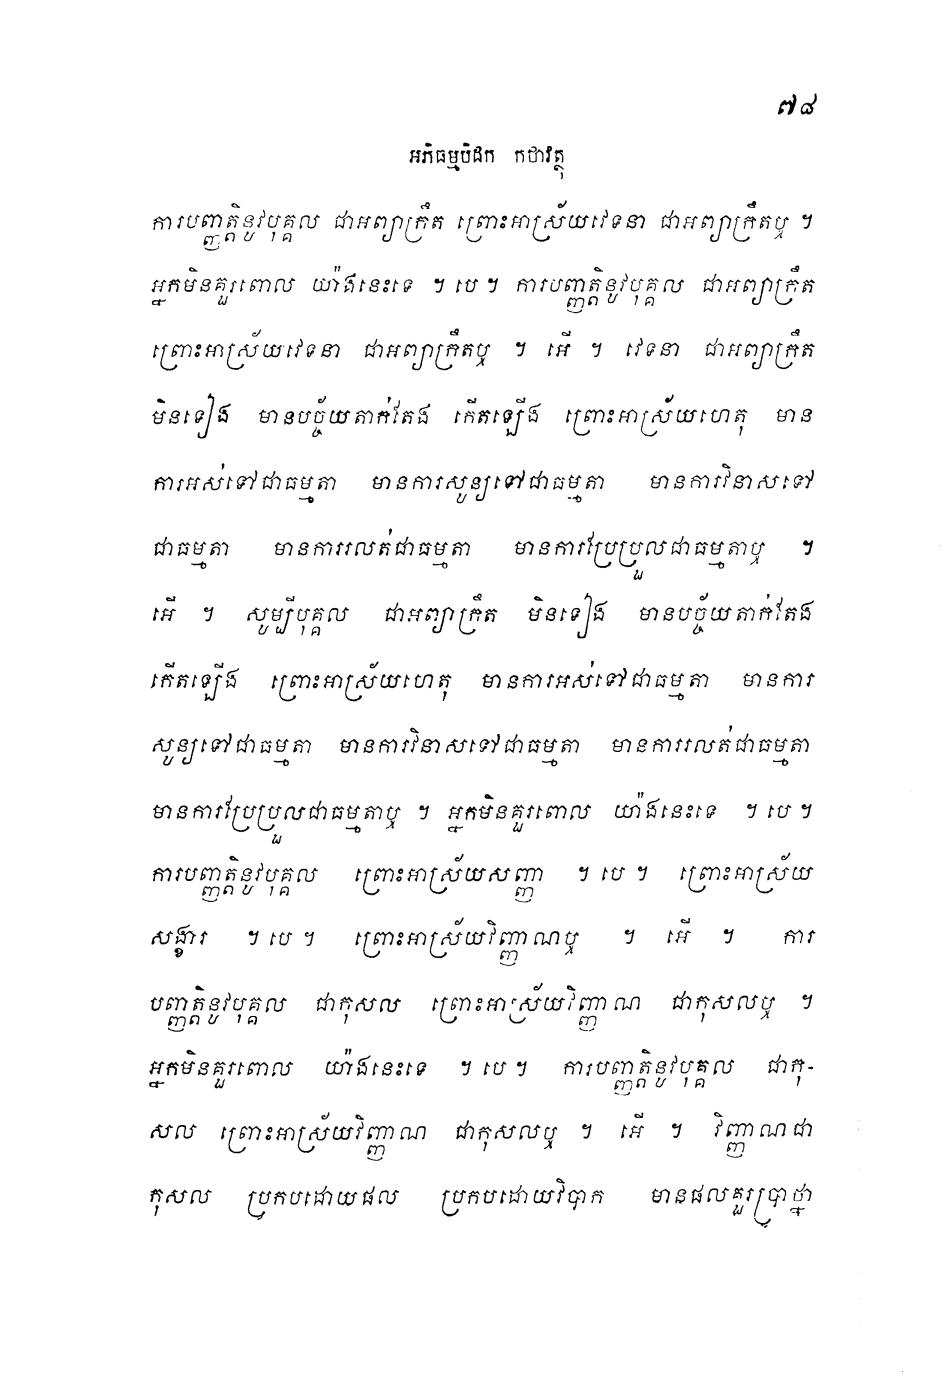 ៧៨
អភិធម្មបិដក កថាវត្ថុ
ការបញ្ញត្តិនូវបុគ្គល ជាអព្យាក្រឹត ព្រោះអាស្រ័យវេទនា ជាអព្យាក្រឹតឬ ។
អ្នកមិនគួរពោល យ៉ាងនេះទេ ។ បេ ។ ការបញ្ញត្តិនូវបុគ្គល ជាអព្យាក្រឹត
ព្រោះអាស្រ័យវេទនា ជាអព្យាក្រឹតឬ ។ អើ ។ វេទនា ជាអព្យាក្រឹត
មិនទៀង មានបច្ច័យតាក់តែង កើតឡើង ព្រោះអាស្រ័យហេតុ មាន
ការអស់ទៅជាធម្មតា មានការសូន្យទៅជាធម្មតា មានការវិនាសទៅ
ជាធម្មតា មានការរលត់ជាធម្មតា មានការប្រែប្រួលជាធម្មតាឬ ។
អើ ។ សូម្បីបុគ្គល ជាអព្យាក្រឹត មិនទៀង មានបច្ច័យតាក់តែង
កើតឡើង ព្រោះអាស្រ័យហេតុ មានការអស់ទៅជាធម្មតា មានការ
សូន្យទៅជាធម្មតា មានការវិនាសទៅជាធម្មតា មានការរលត់ជាធម្មតា
មានការប្រែប្រួលជាធម្មតាឬ ។ អ្នកមិនគួរពោល យ៉ាងនេះទេ ។ បេ ។
ការបញ្ញត្តិនូវបុគ្គល ព្រោះអាស្រ័យសញ្ញា ។ បេ ។ ព្រោះអាស្រ័យ
សង្ខារ ។ បេ ។ ព្រោះអាស្រ័យវិញ្ញាណឬ ។ អើ ។ ការ
បញ្ញត្តិនូវបុគ្គល ជាកុសល ព្រោះអាស្រ័យវិញ្ញាណ ជាកុសលឬ ។
អ្នកមិនគួរពោល យ៉ាងនេះទេ ។ បេ ។ ការបញ្ញត្តិនូវបុគ្គល ជាកុ-
សល ព្រោះអាស្រ័យវិញ្ញាណ ជាកុសលឬ ។ អើ ។ វិញ្ញាណជា
កុសល ប្រកបដោយផល ប្រកបដោយវិបាក មានផលគួរប្រាថ្នា